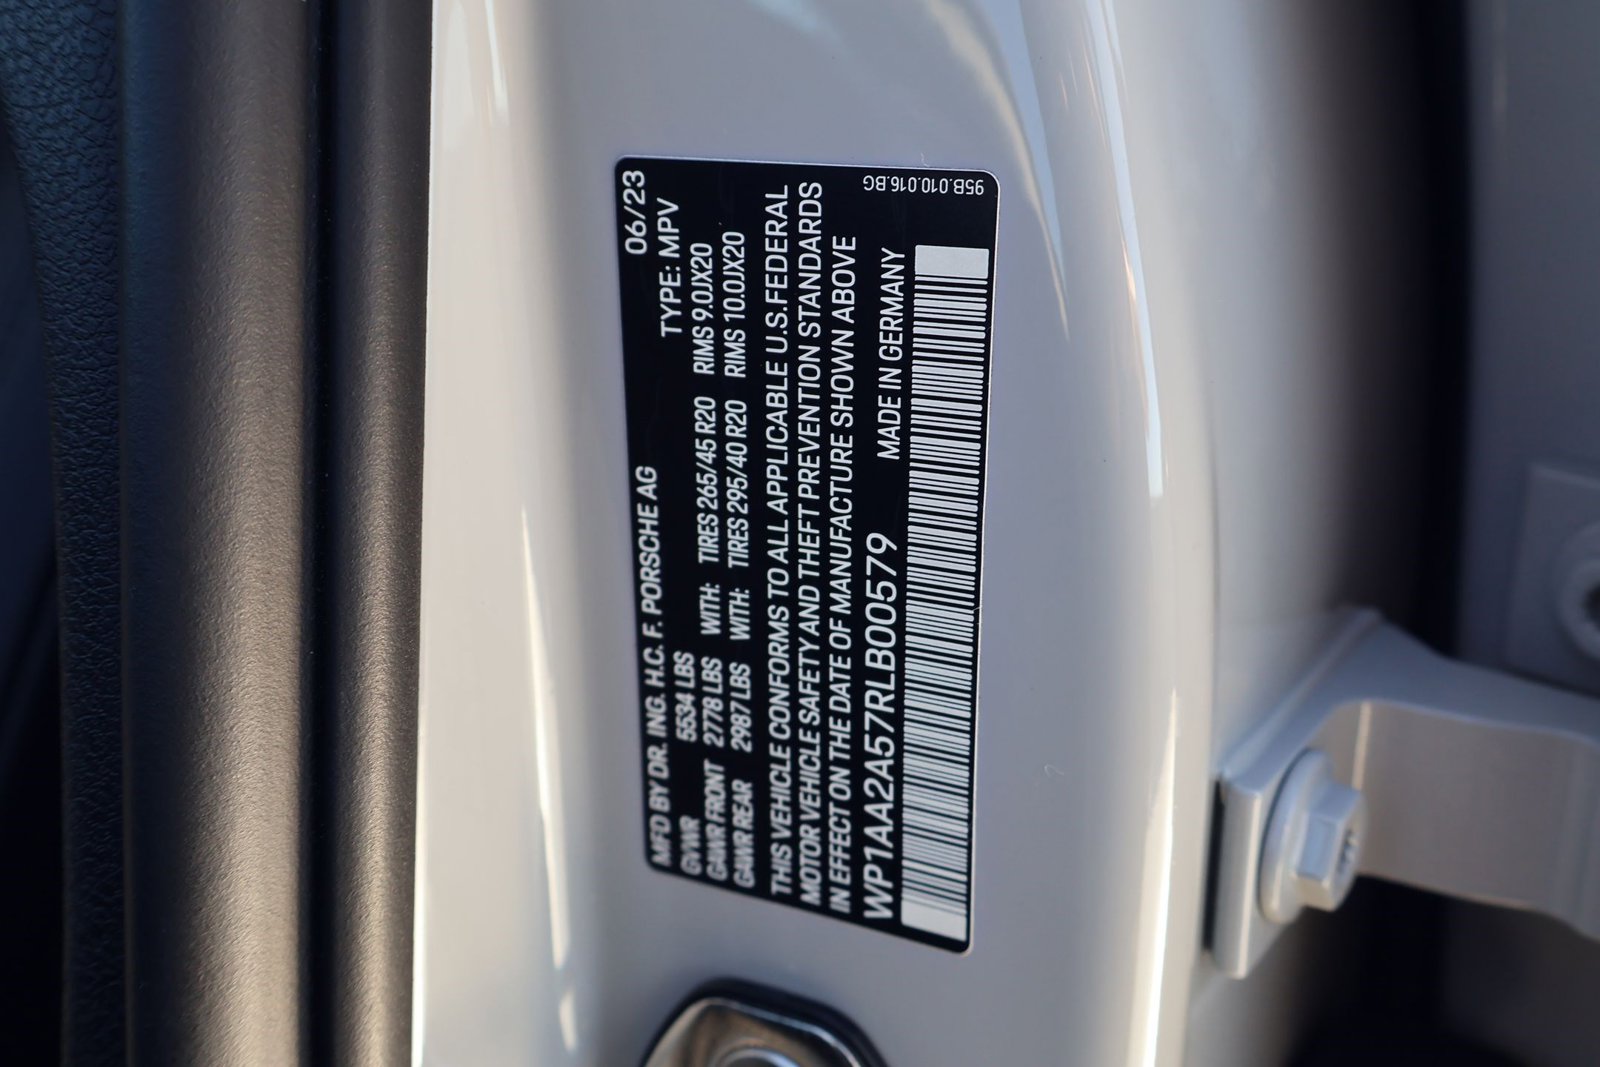 06/23
MFD BY DR. ING. H.C. F. PORSCHE AG TYPE: MPV
GVWR 5534 LBS WITH: TIRES 265/45 R20 RIMS 9.0JX20
GAWR FRONT 2778 LBS WITH: TIRES 295/40 R20 RIMS 10.0JX20
GAWR REAR 2987 LBS
THIS VEHICLE CONFORMS TO ALL APPLICABLE U.S.FEDERAL
MOTOR VEHICLE SAFETY AND THEFT PREVENTION STANDARDS
IN EFFECT ON THE DATE OF MANUFACTURE SHOWN ABOVE
WP1AA2A57RLB00579 MADE IN GERMANY
95B.010.016.BG